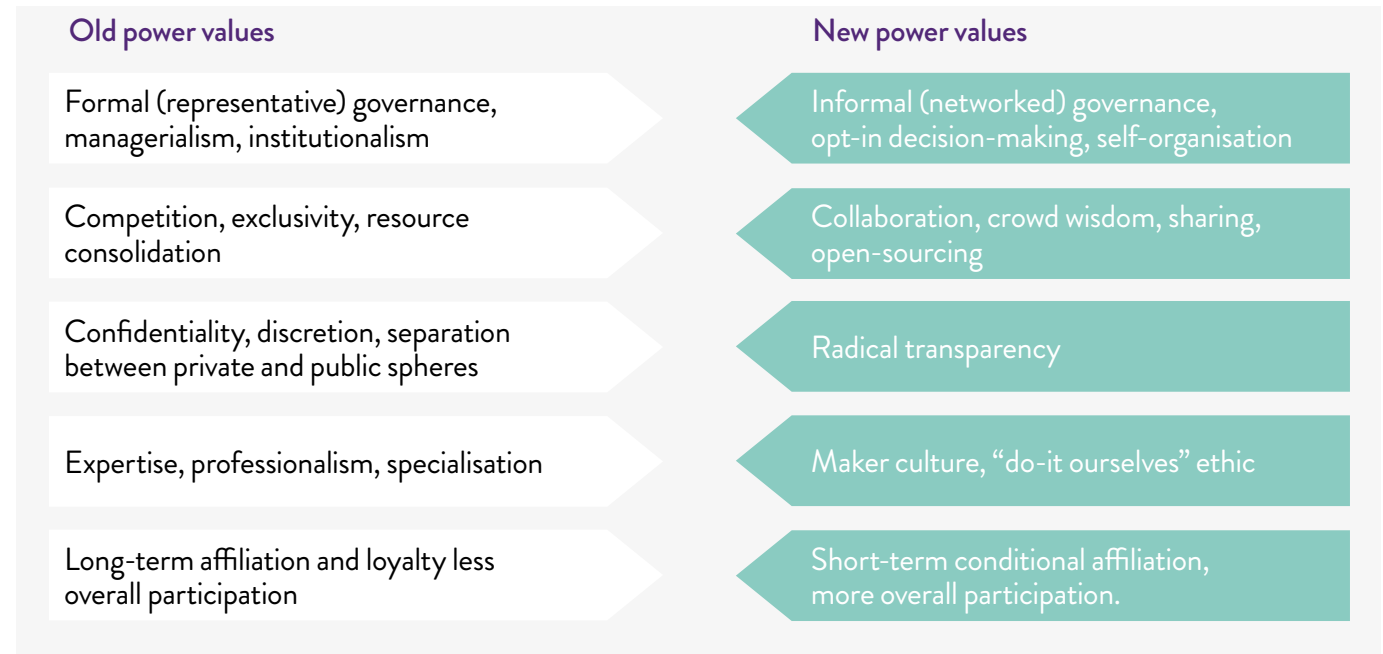 Old power values
New power values
Formal (representative) governance,
managerialism, institutionalism
Informal (networked) governance,
opt-in decision-making, self-organisation
Competition, exclusivity, resource
consolidation
Collaboration, crowd wisdom, sharing,
open-sourcing
Confidentiality, discretion, separation
between private and public spheres
Radical transparency
Expertise, professionalism, specialisation
Maker culture, “do-it ourselves” ethic
Long-term affiliation and loyalty less
overall participation
Short-term conditional affiliation,
more overall participation.